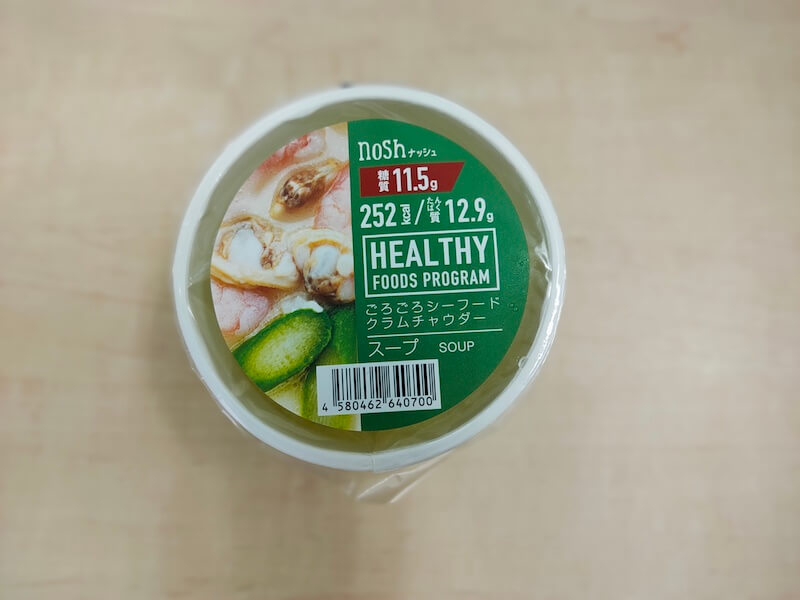 nosh ナッシュ
糖質 11.5g
252kcal/たんぱく質 12.9g
HEALTHY
FOODS PROGRAM
ごろごろシーフード
クラムチャウダー
スープ SOUP
4 580462 640700